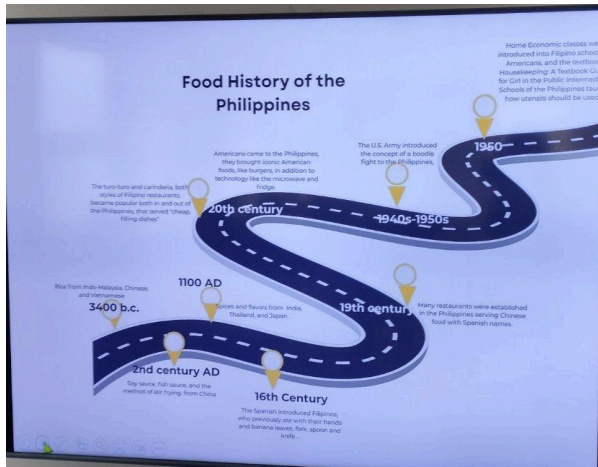 Food History of the
Philippines
Home Economic classes we
introduced into Filipino schoo
Americans, and the textboo
Housekeeping: A Textbook Gu
for Girl in the Public Intermed
Schools of the Philippines tau
how utensils should be used
1950
The U.S. Army introduced
the concept of a boodle
fight to the Philippines,
1940s-1950s
Americans came to the Philippines,
they brought iconic American
foods, like burgers, in addition to
technology like the microwave and
fridge.
The turo-turo and carinderia, both
styles of Filipino restaurants,
became popular both in and out of
the Philippines, that served "cheap,
filling dishes"
20th century
19th century
Many restaurants were established
in the Philippines serving Chinese
food with Spanish names.
Rice from Indo-Malaysia, Chinese,
and Vietnamese
3400 b.c.
1100 AD
Spices and flavors from India,
Thailand, and Japan
2nd century AD
Soy sauce, fish sauce, and the
method of stir frying, from China
16th Century
The Spanish introduced Filipinos,
who previously ate with their hands
and banana leaves, fork, spoon and
knife...